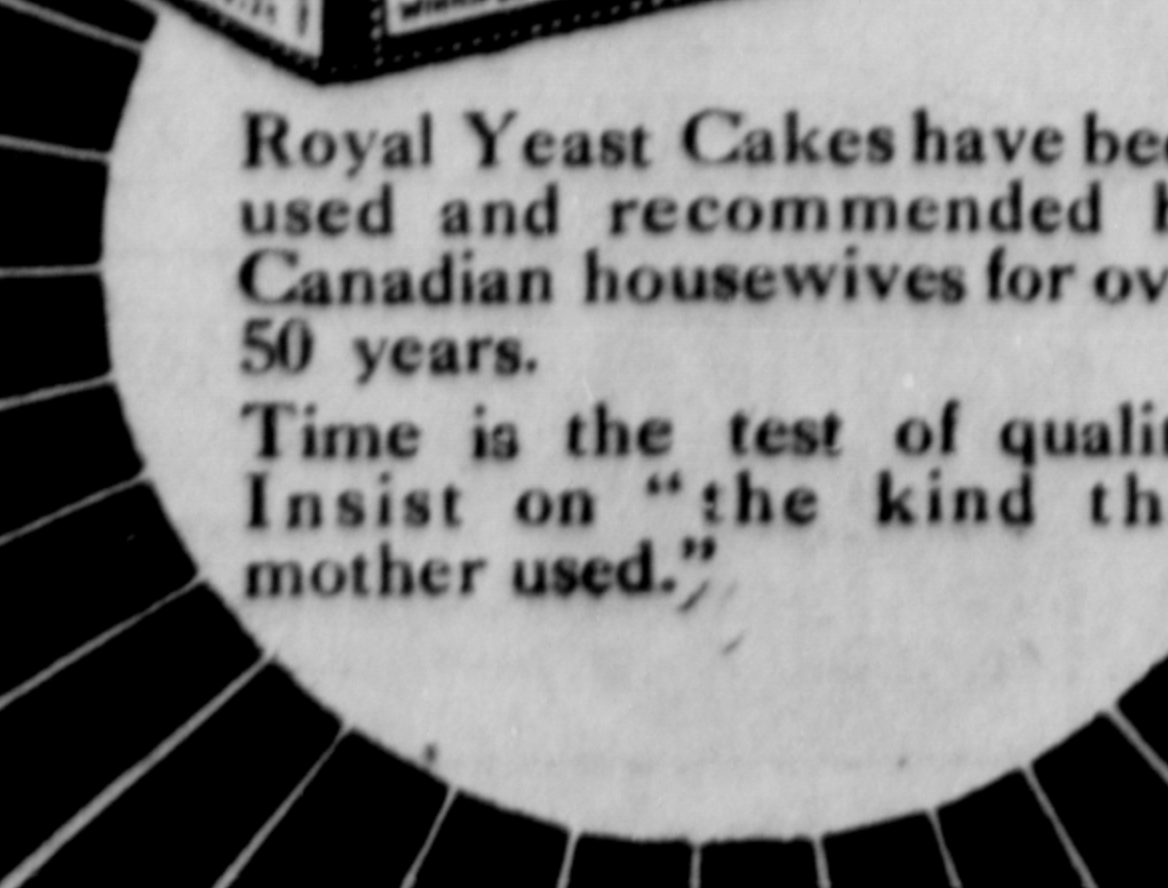 Royal Yeast Cakes have bee
used and recommended
Canadian housewives for ov
50 years.
Time is the test of quali
Insist on “the kind th
mother used.”